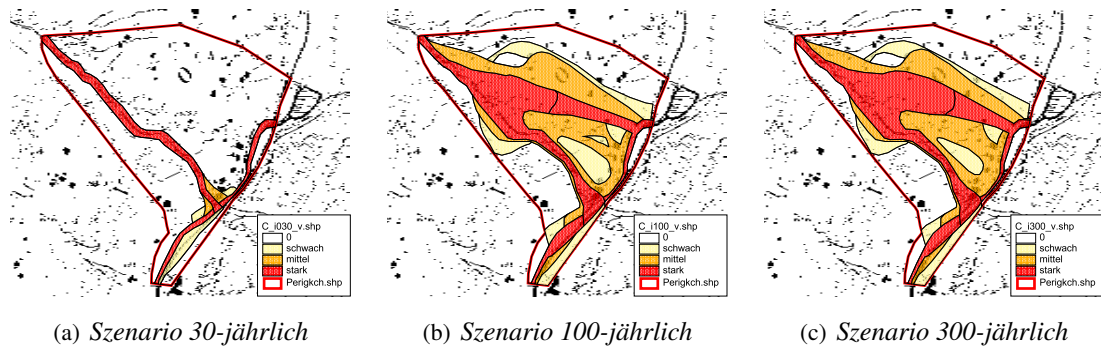 C_i030_v.shp
0
schwach
mittel
stark
Perigkch.shp
C_i100_v.shp
0
schwach
mittel
stark
Perigkch.shp
C_i300_v.shp
0
schwach
mittel
stark
Perigkch.shp
(a) Szenario 30-jährlich
(b) Szenario 100-jährlich
(c) Szenario 300-jährlich